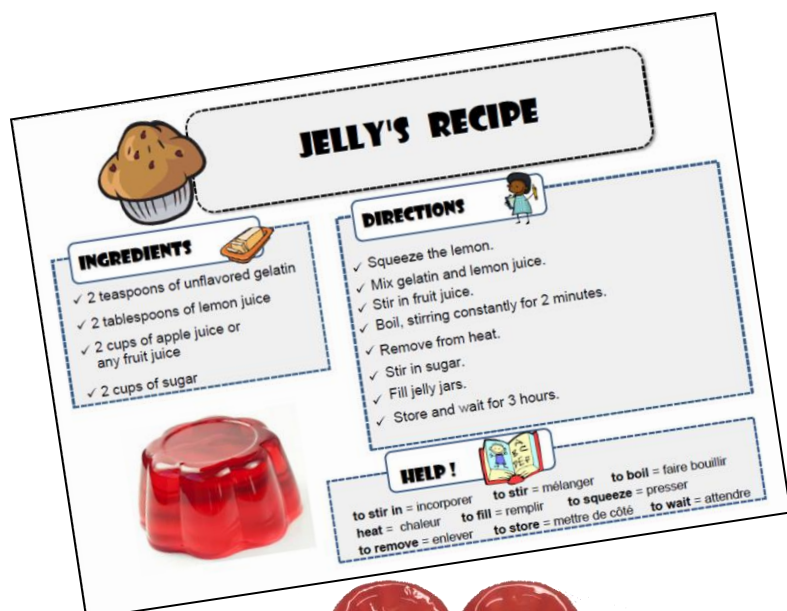 JELLY'S RECIPE
INGREDIENTS
✓ 2 teaspoons of unflavored gelatin
✓ 2 tablespoons of lemon juice
✓ 2 cups of apple juice or
any fruit juice
✓ 2 cups of sugar
DIRECTIONS
✓ Squeeze the lemon.
✓ Mix gelatin and lemon juice.
✓ Stir in fruit juice.
✓ Boil, stirring constantly for 2 minutes.
✓ Remove from heat.
✓ Stir in sugar.
✓ Fill jelly jars.
✓ Store and wait for 3 hours.
HELP !
to stir in = incorporer to stir = mélanger to boil = faire bouillir
heat = chaleur to fill = remplir to squeeze = presser
to remove = enlever to store = mettre de côté to wait = attendre